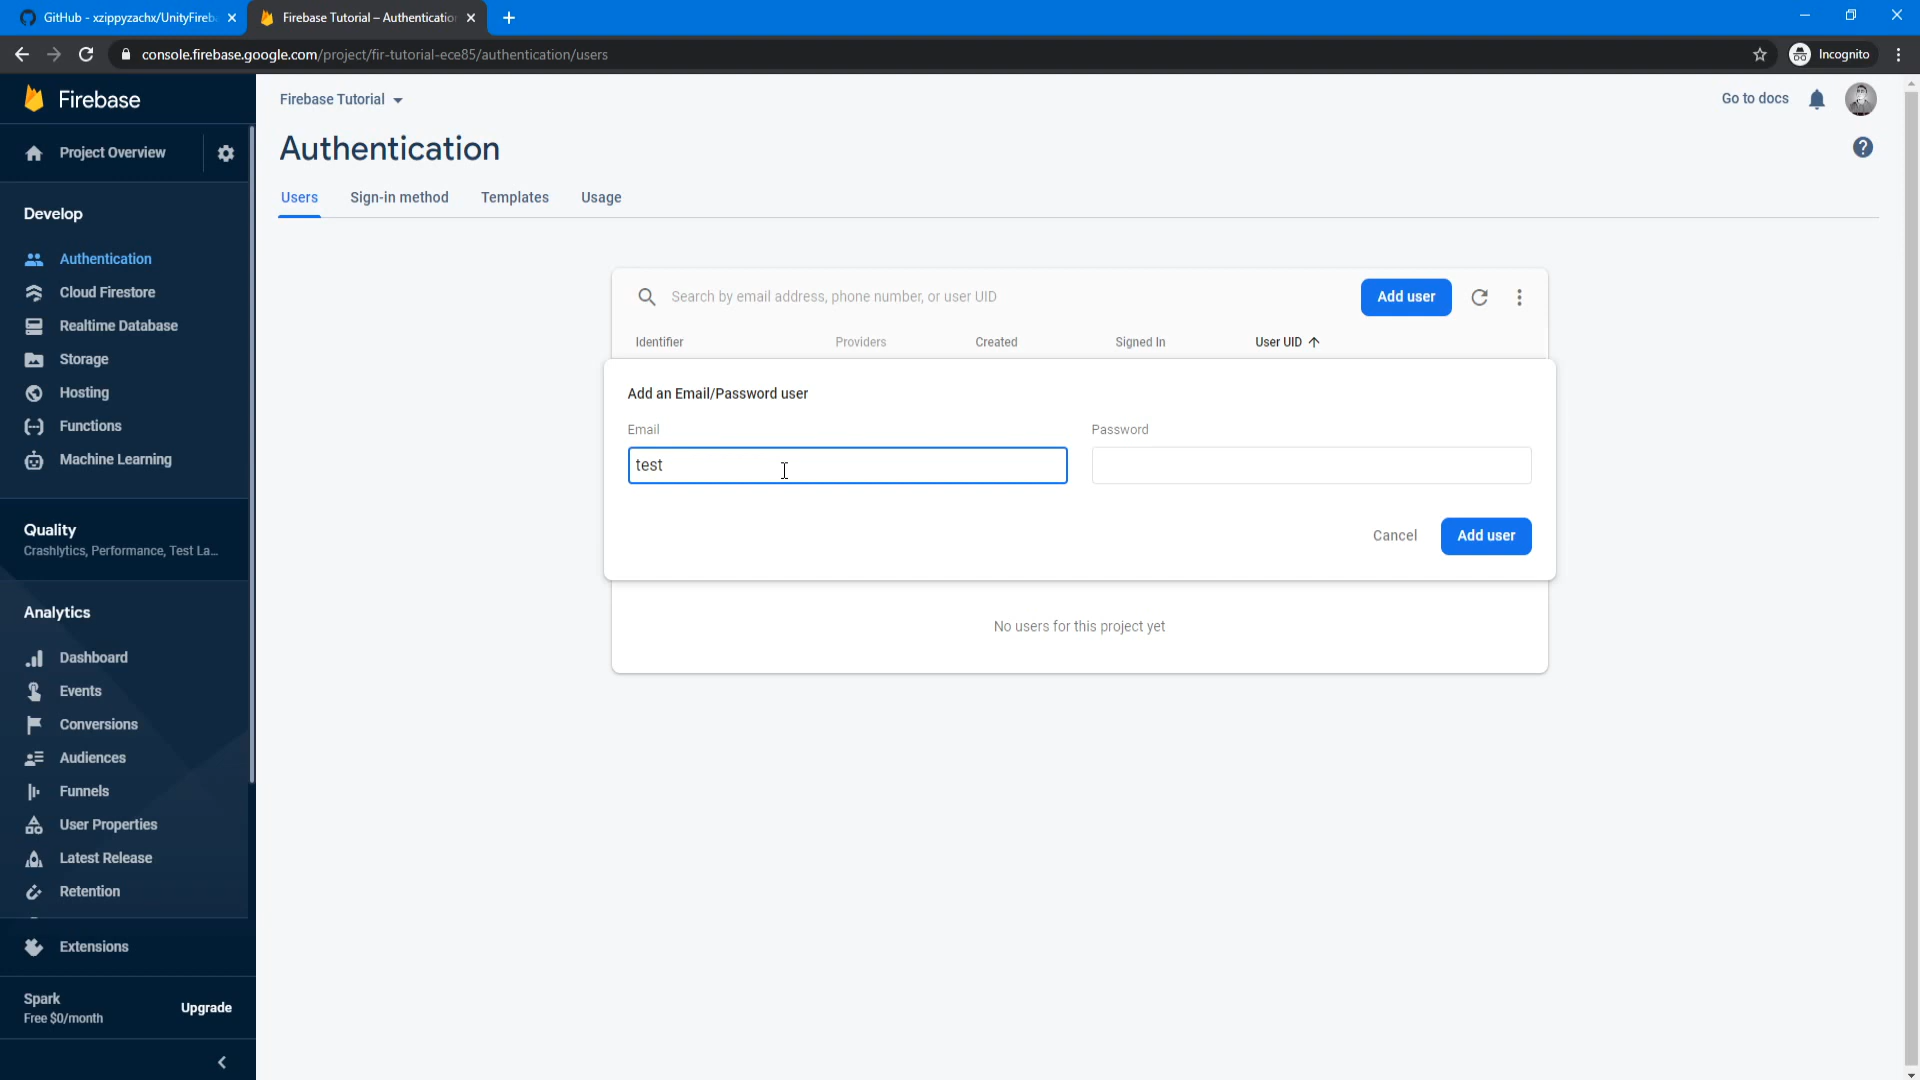 GitHub - xzippyzachx/UnityFireb
Firebase Tutorial – Authentication
console.firebase.google.com/project/fir-tutorial-ece85/authentication/users
Incognito
Firebase
Project Overview
Develop
Authentication
Cloud Firestore
Realtime Database
Storage
Hosting
Functions
Machine Learning
Quality
Crashlytics, Performance, Test La...
Analytics
Dashboard
Events
Conversions
Audiences
Funnels
User Properties
Latest Release
Retention
Extensions
Spark
Free $0/month
Upgrade
Firebase Tutorial
Go to docs
Authentication
Users Sign-in method Templates Usage
Search by email address, phone number, or user UID
Add user
Identifier Providers Created Signed In User UID
Add an Email/Password user
Email Password
test
Cancel Add user
No users for this project yet